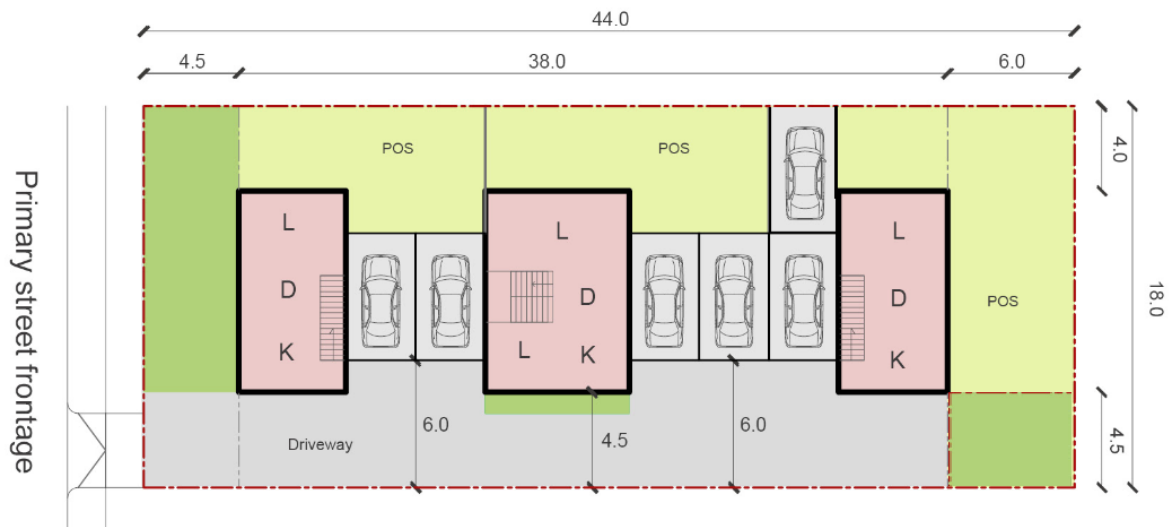 44.0
4.5
38.0
6.0
POS
POS
4.0
L
L
L
D
D
D
POS
18.0
K
L
K
K
6.0
4.5
6.0
4.5
Driveway
Primary street frontage